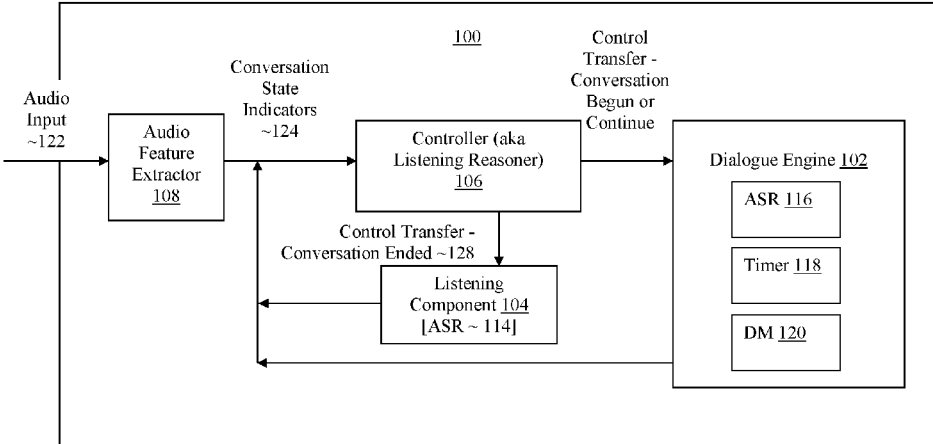 100
Control
Transfer -
Conversation
Begun or
Continue
Conversation
State
Indicators
~124
Audio
Input
~122
Audio
Feature
Extractor
108
Controller (aka
Listening Reasoner)
106
Dialogue Engine 102
ASR 116
Timer 118
DM 120
Control Transfer -
Conversation Ended ~128
Listening
Component 104
[ASR ~ 114]